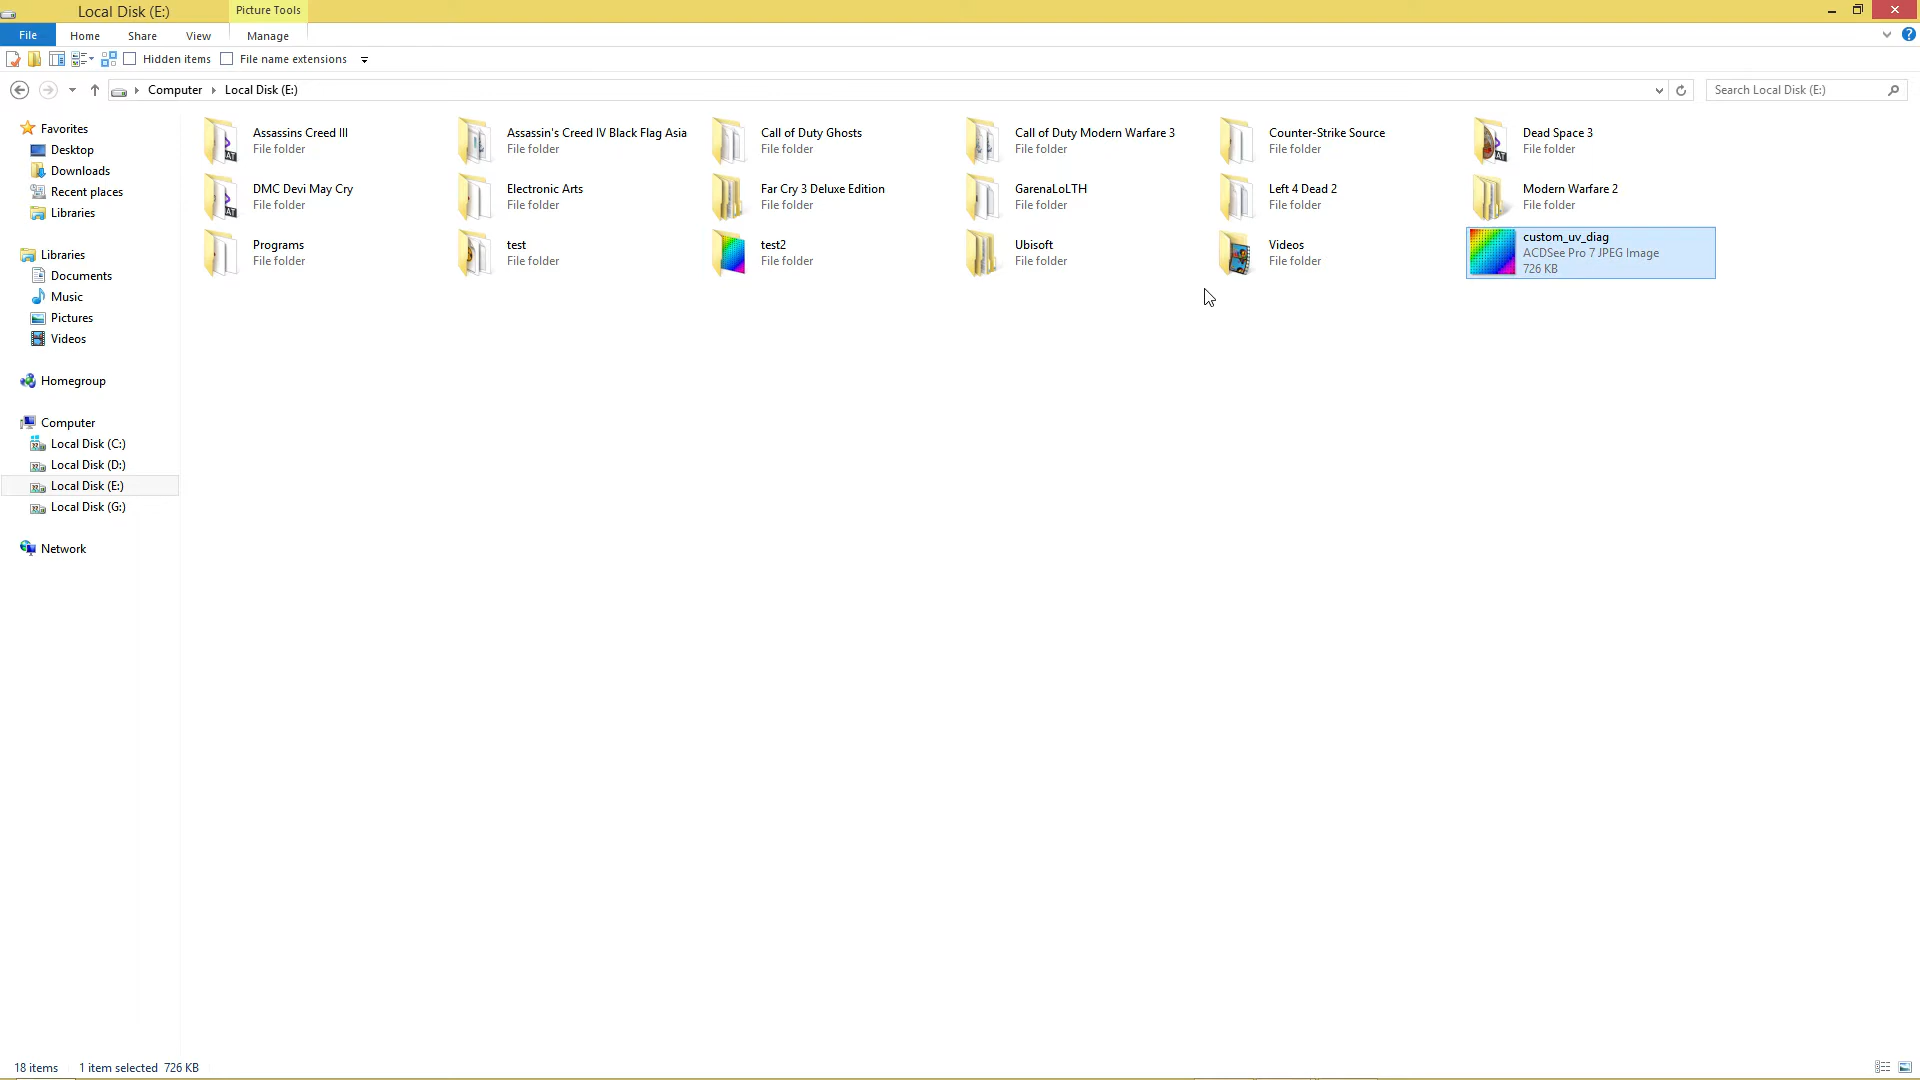 Local Disk (E:)
Picture Tools
File
Home
Share
View
Manage
Hidden items
File name extensions
Computer
Local Disk (E:)
Search Local Disk (E:)
Favorites
Desktop
Downloads
Recent places
Libraries
Libraries
Documents
Music
Pictures
Videos
Homegroup
Computer
Local Disk (C:)
Local Disk (D:)
Local Disk (E:)
Local Disk (G:)
Network
Assassins Creed III
File folder
Assassin's Creed IV Black Flag Asia
File folder
Call of Duty Ghosts
File folder
Call of Duty Modern Warfare 3
File folder
Counter-Strike Source
File folder
Dead Space 3
File folder
DMC Devi May Cry
File folder
Electronic Arts
File folder
Far Cry 3 Deluxe Edition
File folder
GarenaLoLTH
File folder
Left 4 Dead 2
File folder
Modern Warfare 2
File folder
Programs
File folder
test
File folder
test2
File folder
Ubisoft
File folder
Videos
File folder
custom_uv_diag
ACDSee Pro 7 JPEG Image
726 KB
18 items
1 item selected 726 KB